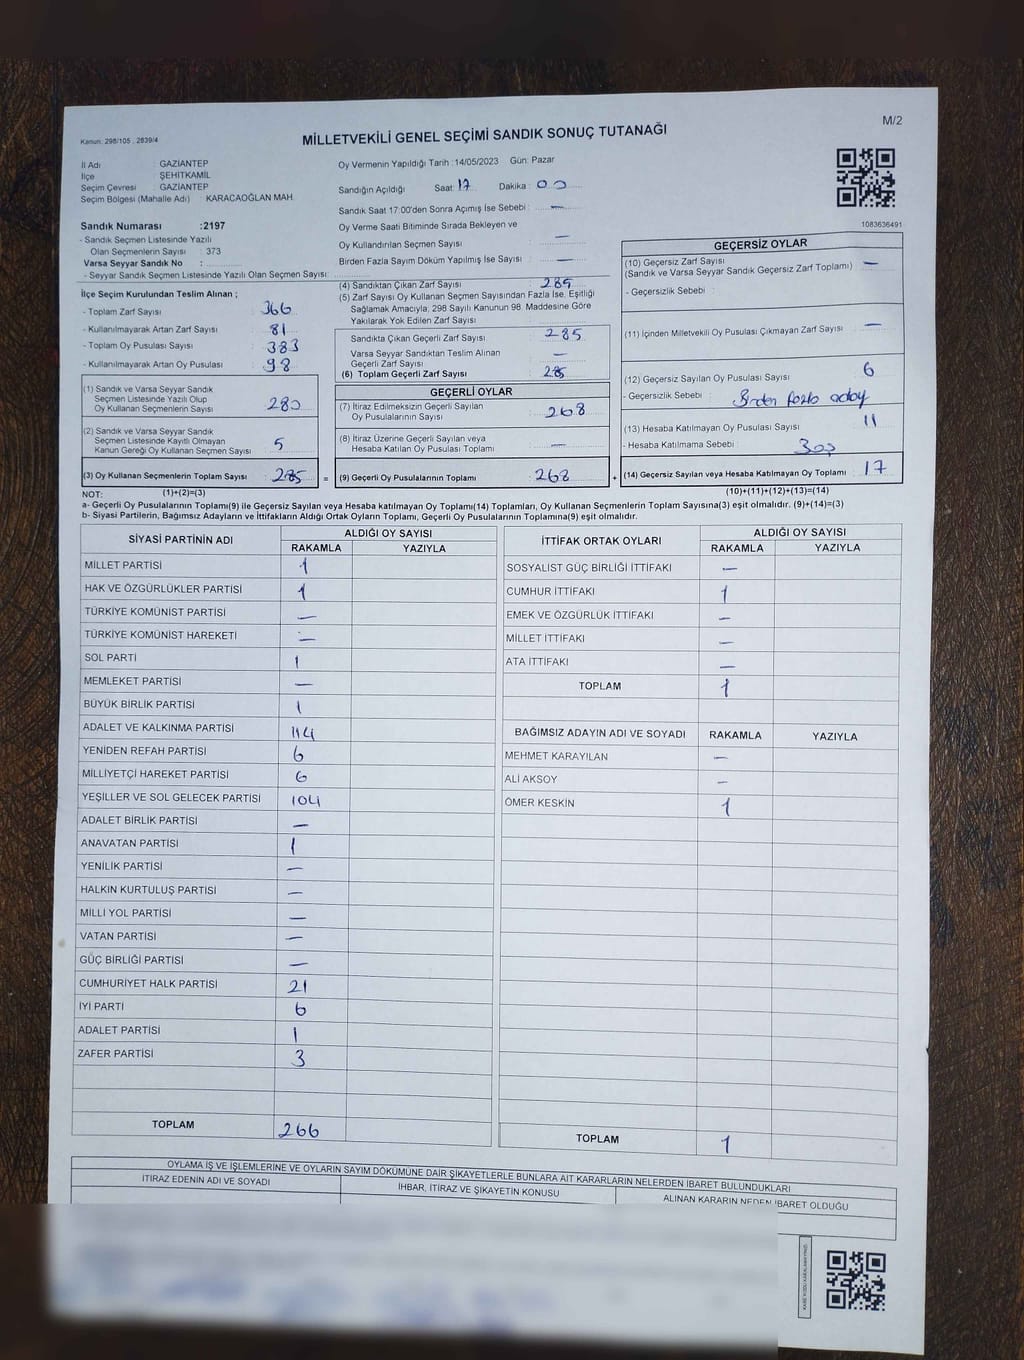 M/2
Kanun: 298/105 , 2839/4
MİLLETVEKİLİ GENEL SEÇİMİ SANDIK SONUÇ TUTANAĞI
İl Adı : GAZİANTEP
İlçe : ŞEHİTKAMİL
Seçim Çevresi : GAZİANTEP
Seçim Bölgesi (Mahalle Adı) : KARACAOĞLAN MAH.
Sandık Numarası :2197
- Sandık Seçmen Listesinde Yazılı
Olan Seçmenlerin Sayısı : 373
Varsa Seyyar Sandık No :
- Seyyar Sandık Seçmen Listesinde Yazılı Olan Seçmen Sayısı:
İlçe Seçim Kurulundan Teslim Alınan ;
- Toplam Zarf Sayısı : 366
- Kullanılmayarak Artan Zarf Sayısı : 81
- Toplam Oy Pusulası Sayısı : 383
- Kullanılmayarak Artan Oy Pusulası : 98
(1) Sandık ve Varsa Seyyar Sandık
Seçmen Listesinde Yazılı Olup
Oy Kullanan Seçmenlerin Sayısı : 280
(2) Sandık ve Varsa Seyyar Sandık
Seçmen Listesinde Kayıtlı Olmayan
Kanun Gereği Oy Kullanan Seçmen Sayısı : 5
(3) Oy Kullanan Seçmenlerin Toplam Sayısı : 285 =
Oy Vermenin Yapıldığı Tarih :14/05/2023 Gün: Pazar
Sandığın Açıldığı Saat: 17 Dakika : 00
Sandık Saat 17:00'den Sonra Açımış İse Sebebi : —
Oy Verme Saati Bitiminde Sırada Bekleyen ve
Oy Kullandırılan Seçmen Sayısı : —
Birden Fazla Sayım Döküm Yapılmış İse Sayısı : —
(4) Sandıktan Çıkan Zarf Sayısı : 285
(5) Zarf Sayısı Oy Kullanan Seçmen Sayısından Fazla İse, Eşitliği
Sağlamak Amacıyla, 298 Sayılı Kanunun 98. Maddesine Göre
Yakılarak Yok Edilen Zarf Sayısı :
Sandıkta Çıkan Geçerli Zarf Sayısı : 285
Varsa Seyyar Sandıktan Teslim Alınan
Geçerli Zarf Sayısı : —
(6) Toplam Geçerli Zarf Sayısı : 285
GEÇERLİ OYLAR
(7) İtiraz Edilmeksizin Geçerli Sayılan
Oy Pusulalarının Sayısı : 268
(8) İtiraz Üzerine Geçerli Sayılan veya
Hesaba Katılan Oy Pusulası Toplamı : —
(9) Geçerli Oy Pusulalarının Toplamı : 268 +
1083636491
GEÇERSİZ OYLAR
(10) Geçersiz Zarf Sayısı : —
(Sandık ve Varsa Seyyar Sandık Geçersiz Zarf Toplamı)
- Geçersizlik Sebebi :
(11) İçinden Milletvekili Oy Pusulası Çıkmayan Zarf Sayısı : —
(12) Geçersiz Sayılan Oy Pusulası Sayısı : 6
- Geçersizlik Sebebi : Birden fazla aday
(13) Hesaba Katılmayan Oy Pusulası Sayısı : 11
- Hesaba Katılmama Sebebi : Boş
(14) Geçersiz Sayılan veya Hesaba Katılmayan Oy Toplamı : 17
NOT: (1)+(2)=(3) (10)+(11)+(12)+(13)=(14)
a- Geçerli Oy Pusulalarının Toplamı(9) ile Geçersiz Sayılan veya Hesaba katılmayan Oy Toplamı(14) Toplamları, Oy Kullanan Seçmenlerin Toplam Sayısına(3) eşit olmalıdır. (9)+(14)=(3)
b- Siyasi Partilerin, Bağımsız Adayların ve İttifakların Aldığı Ortak Oyların Toplamı, Geçerli Oy Pusulalarının Toplamına(9) eşit olmalıdır.
SİYASİ PARTİNİN ADI ALDIĞI OY SAYISI
RAKAMLA YAZIYLA
MİLLET PARTİSİ 1
HAK VE ÖZGÜRLÜKLER PARTİSİ 1
TÜRKİYE KOMÜNİST PARTİSİ —
TÜRKİYE KOMÜNİST HAREKETİ —
SOL PARTİ 1
MEMLEKET PARTİSİ —
BÜYÜK BİRLİK PARTİSİ 1
ADALET VE KALKINMA PARTİSİ 114
YENİDEN REFAH PARTİSİ 6
MİLLİYETÇİ HAREKET PARTİSİ 6
YEŞİLLER VE SOL GELECEK PARTİSİ 104
ADALET BİRLİK PARTİSİ —
ANAVATAN PARTİSİ 1
YENİLİK PARTİSİ —
HALKIN KURTULUŞ PARTİSİ —
MİLLİ YOL PARTİSİ —
VATAN PARTİSİ —
GÜÇ BİRLİĞİ PARTİSİ —
CUMHURİYET HALK PARTİSİ 21
İYİ PARTİ 6
ADALET PARTİSİ 1
ZAFER PARTİSİ 3
TOPLAM 266
İTTİFAK ORTAK OYLARI ALDIĞI OY SAYISI
RAKAMLA YAZIYLA
SOSYALİST GÜÇ BİRLİĞİ İTTİFAKI —
CUMHUR İTTİFAKI 1
EMEK VE ÖZGÜRLÜK İTTİFAKI —
MİLLET İTTİFAKI —
ATA İTTİFAKI —
TOPLAM 1
BAĞIMSIZ ADAYIN ADI VE SOYADI RAKAMLA YAZIYLA
MEHMET KARAYILAN —
ALİ AKSOY —
ÖMER KESKİN 1
TOPLAM 1
OYLAMA İŞ VE İŞLEMLERİNE VE OYLARIN SAYIM DÖKÜMÜNE DAİR ŞİKAYETLERLE BUNLARA AİT KARARLARIN NELERDEN İBARET BULUNDUKLARI
İTİRAZ EDENİN ADI VE SOYADI İHBAR, İTİRAZ VE ŞİKAYETİN KONUSU ALINAN KARARIN NEDEN İBARET OLDUĞU